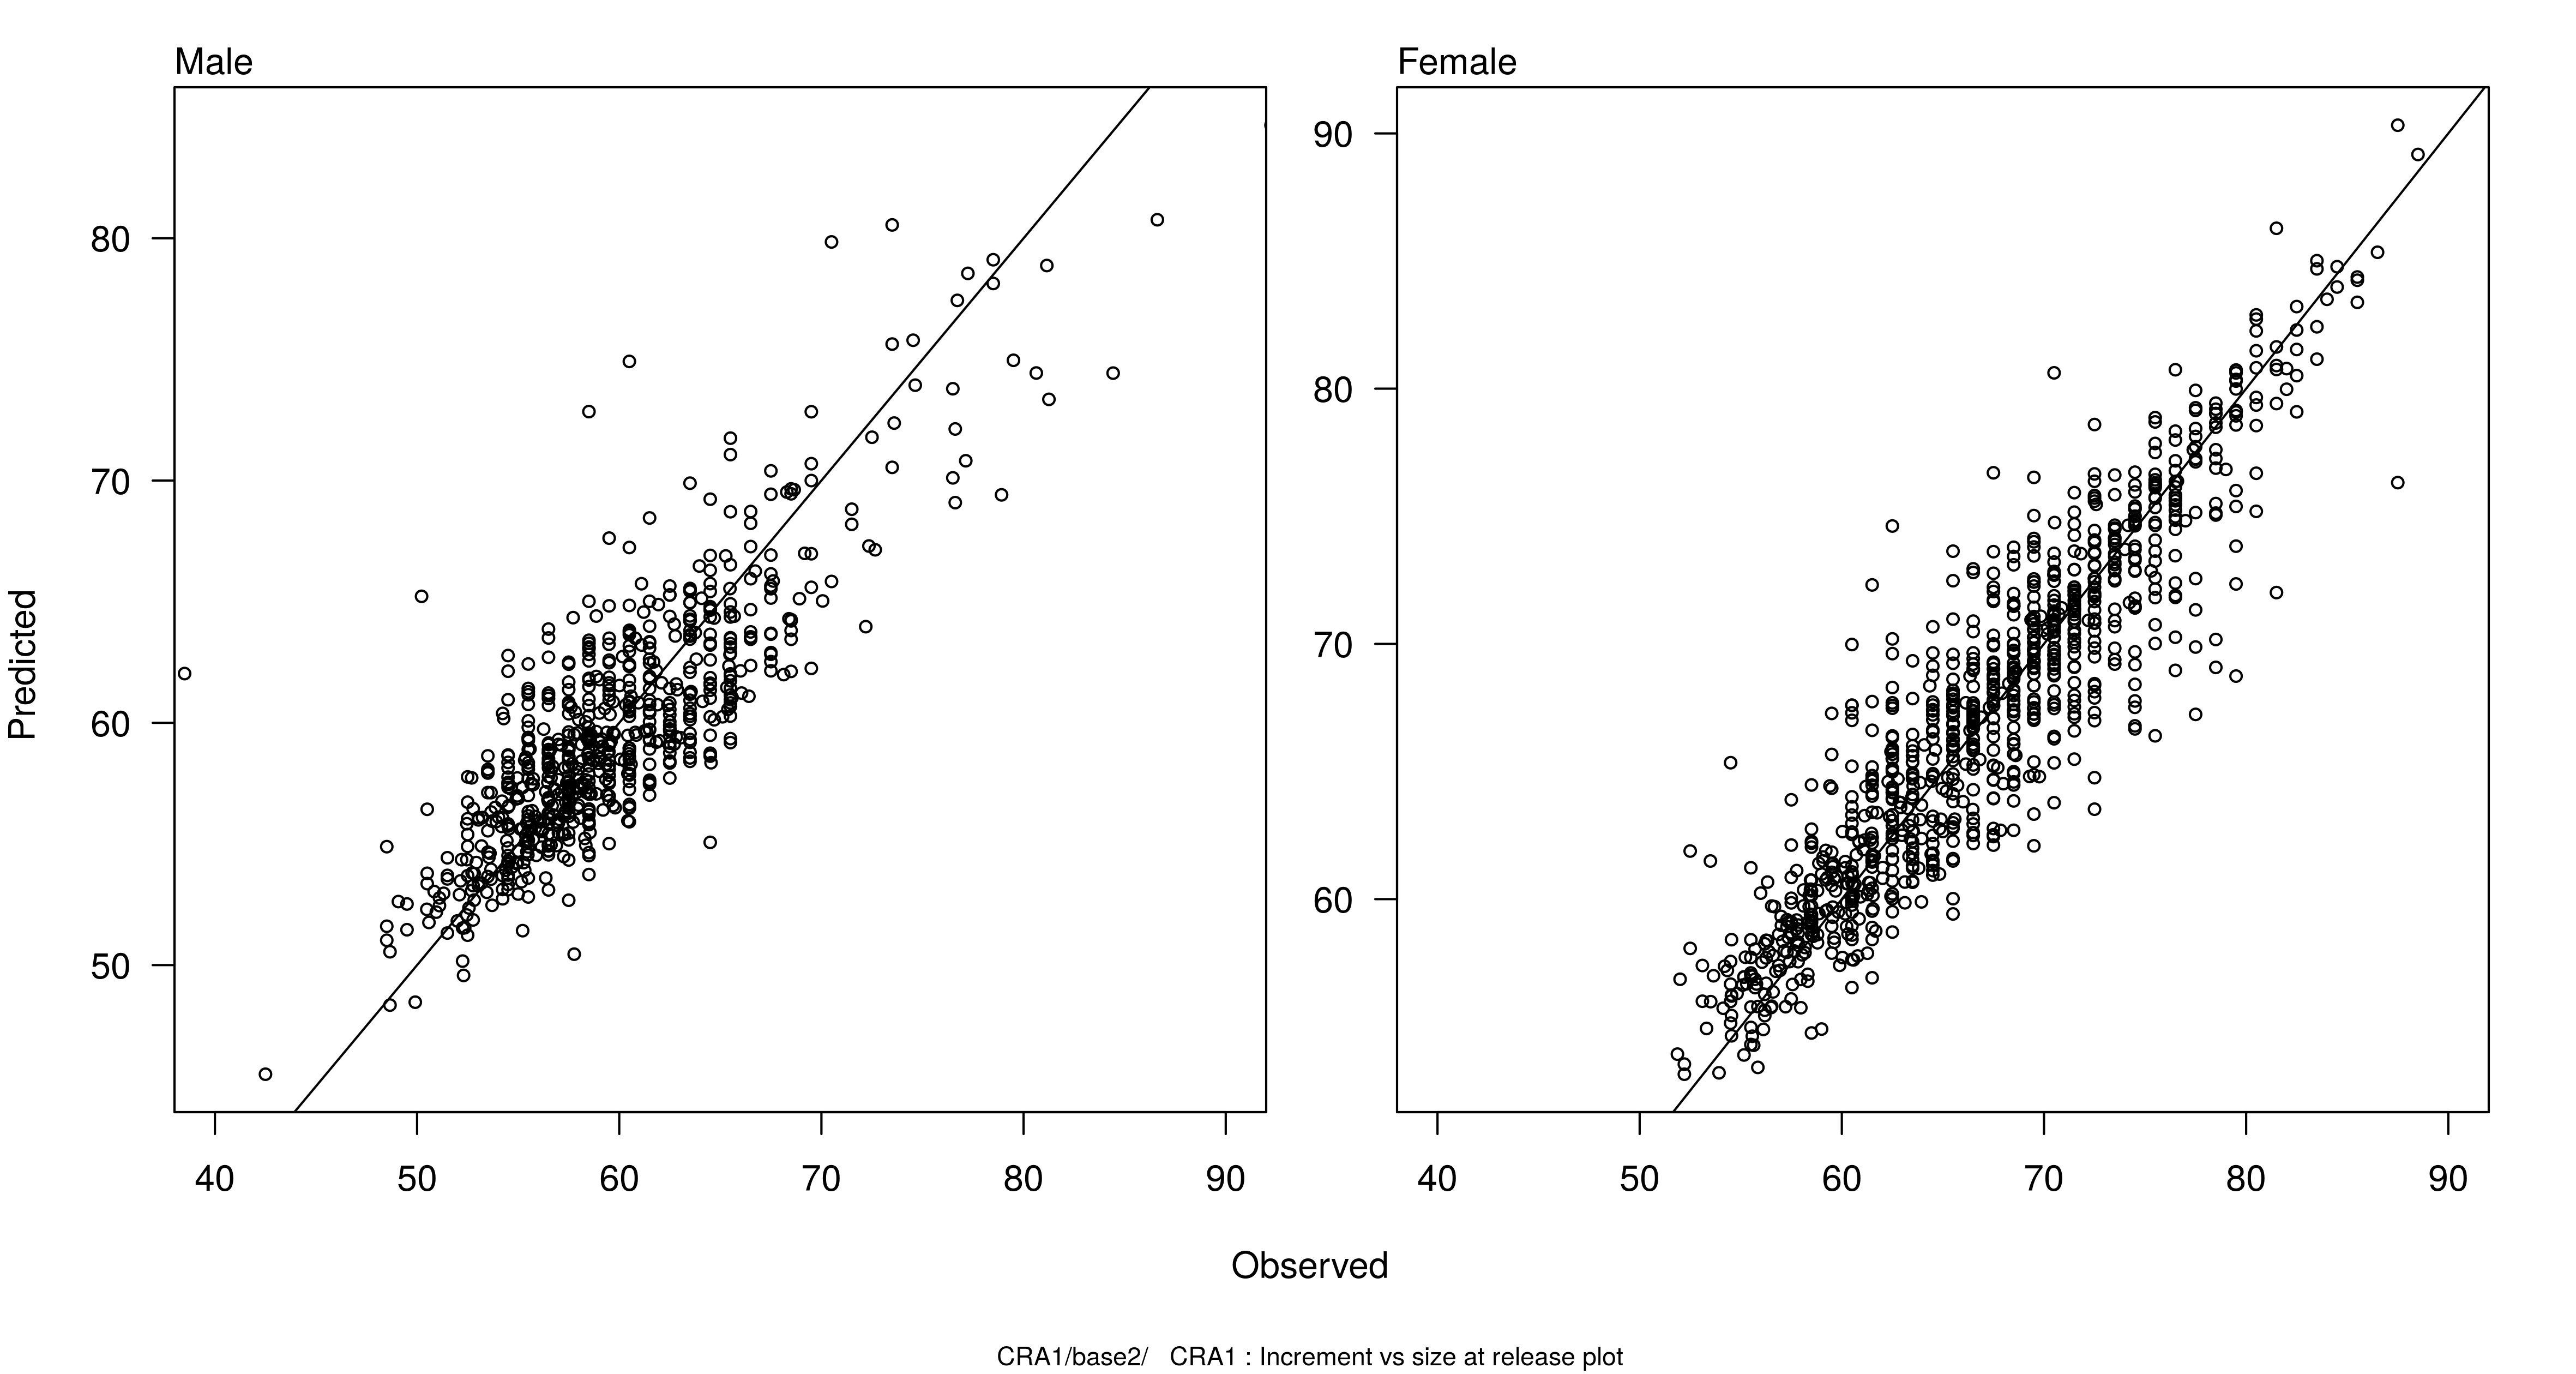 Male
Female
Predicted
80
70
60
50
90
80
70
60
40 50 60 70 80 90
40 50 60 70 80 90
Observed
CRA1/base2/ CRA1 : Increment vs size at release plot